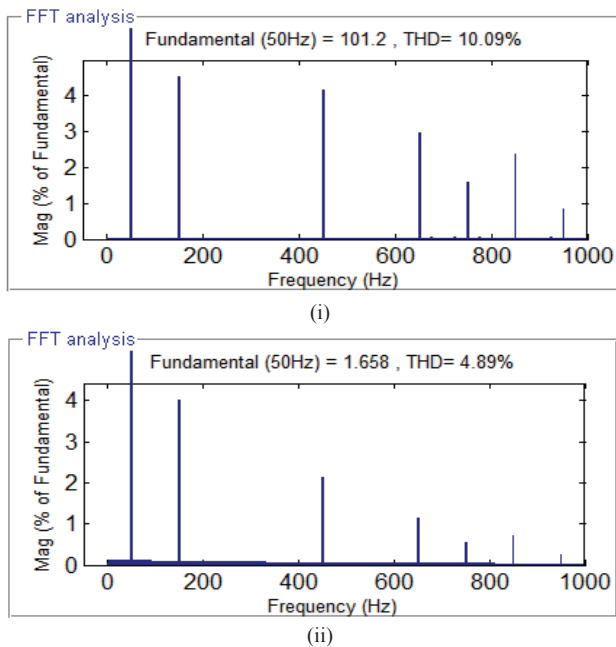 FFT analysis
Fundamental (50Hz) = 101.2 , THD= 10.09%
Mag (% of Fundamental)
4
3
2
1
0
0 200 400 600 800 1000
Frequency (Hz)
(i)
FFT analysis
Fundamental (50Hz) = 1.658 , THD= 4.89%
Mag (% of Fundamental)
4
3
2
1
0
0 200 400 600 800 1000
Frequency (Hz)
(ii)